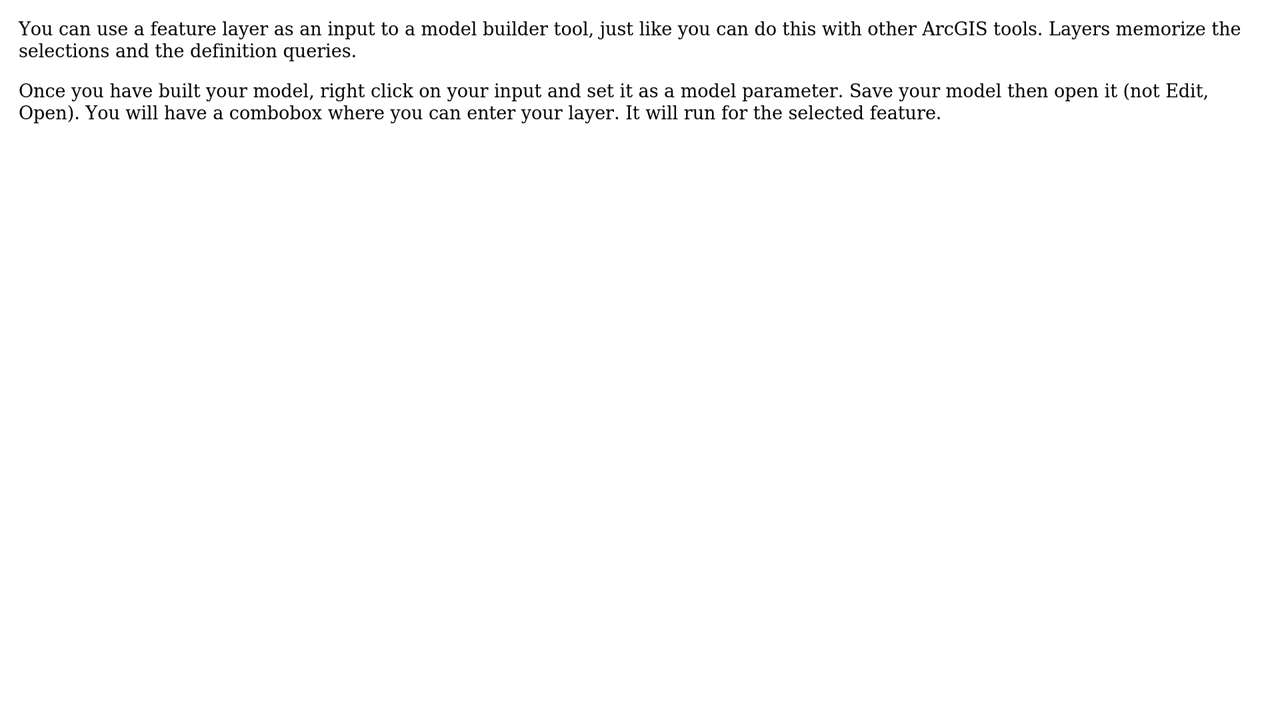 You can use a feature layer as an input to a model builder tool, just like you can do this with other ArcGIS tools. Layers memorize the
selections and the definition queries.
Once you have built your model, right click on your input and set it as a model parameter. Save your model then open it (not Edit,
Open). You will have a combobox where you can enter your layer. It will run for the selected feature.